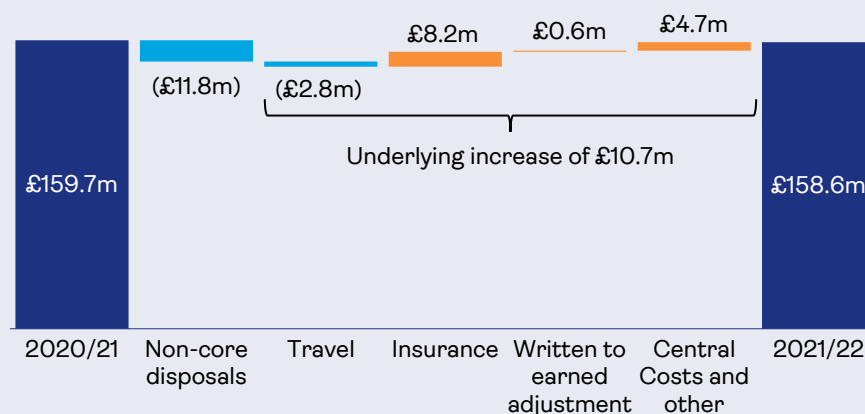 £8.2m
£0.6m
£4.7m
(£11.8m)
(£2.8m)
Underlying increase of £10.7m
£159.7m
£158.6m
2020/21
Non-core
disposals
Travel
Insurance
Written to
earned
adjustment
Central
Costs and
other
2021/22